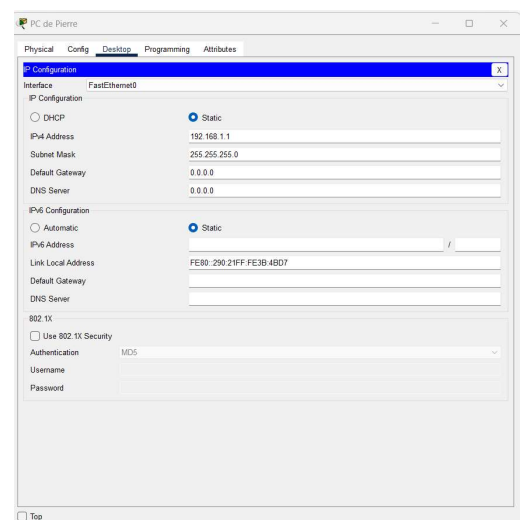 PC de Pierre
Physical Config Desktop Programming Attributes
IP Configuration X
Interface FastEthernet0
IP Configuration
DHCP Static
IPv4 Address 192.168.1.1
Subnet Mask 255.255.255.0
Default Gateway 0.0.0.0
DNS Server 0.0.0.0
IPv6 Configuration
Automatic Static
IPv6 Address /
Link Local Address FE80::290:21FF:FE3B:4BD7
Default Gateway
DNS Server
802.1X
Use 802.1X Security
Authentication MD5
Username
Password
Top